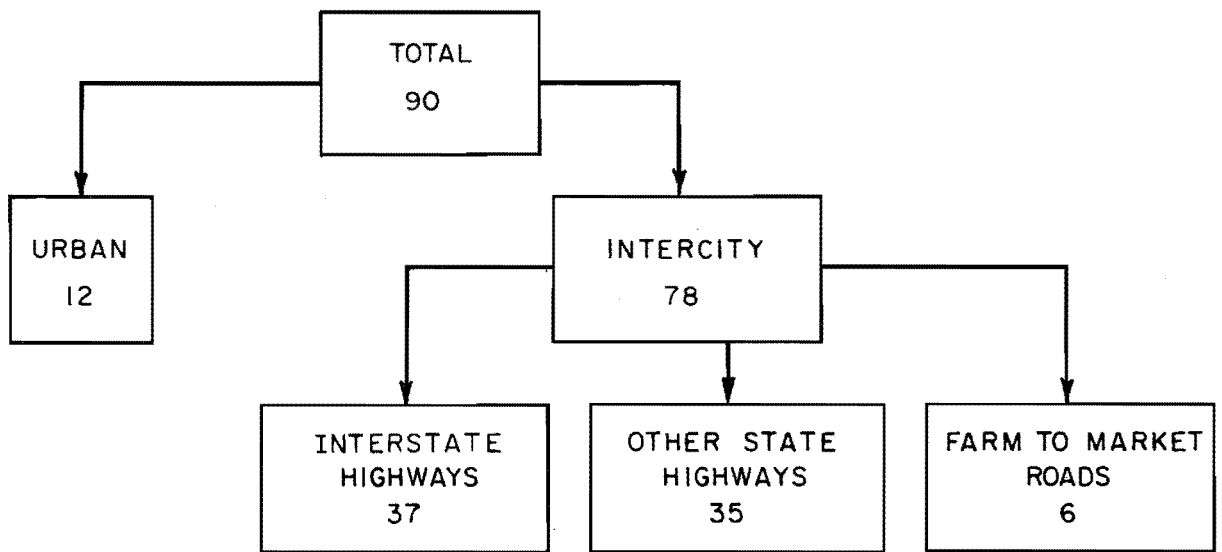 TOTAL
90
URBAN
12
INTERCITY
78
INTERSTATE
HIGHWAYS
37
OTHER STATE
HIGHWAYS
35
FARM TO MARKET
ROADS
6